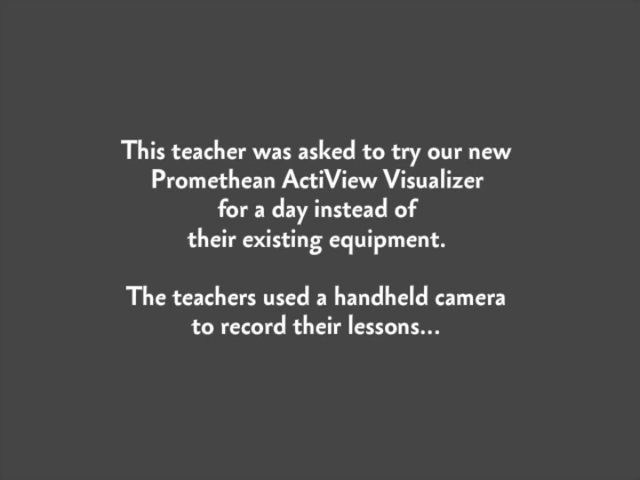 This teacher was asked to try our new
Promethean ActiView Visualizer
for a day instead of
their existing equipment.
The teachers used a handheld camera
to record their lessons...